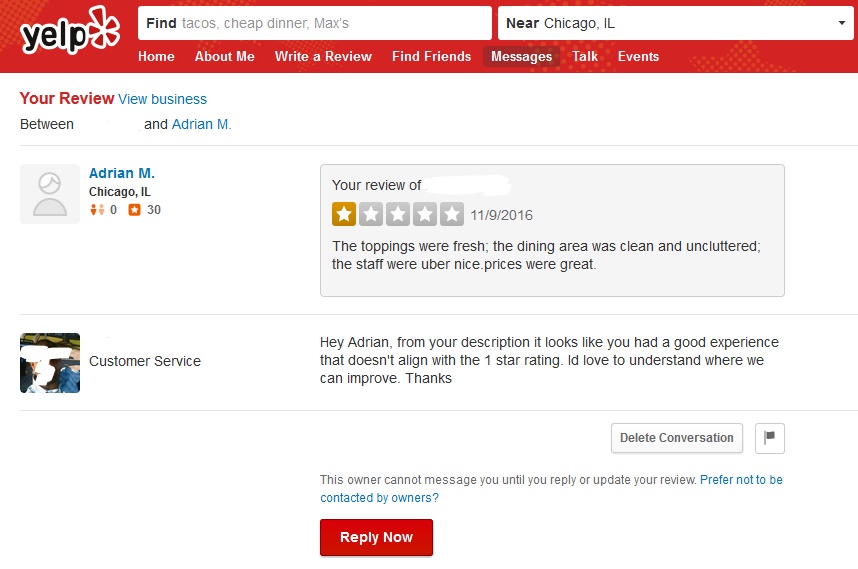 yelp
Find tacos, cheap dinner, Max's
Near Chicago, IL
Home About Me Write a Review Find Friends Messages Talk Events
Your Review View business
Between and Adrian M.
Adrian M.
Chicago, IL
0 30
Your review of
11/9/2016
The toppings were fresh; the dining area was clean and uncluttered;
the staff were uber nice.prices were great.
Customer Service
Hey Adrian, from your description it looks like you had a good experience
that doesn't align with the 1 star rating. Id love to understand where we
can improve. Thanks
Delete Conversation
This owner cannot message you until you reply or update your review. Prefer not to be
contacted by owners?
Reply Now